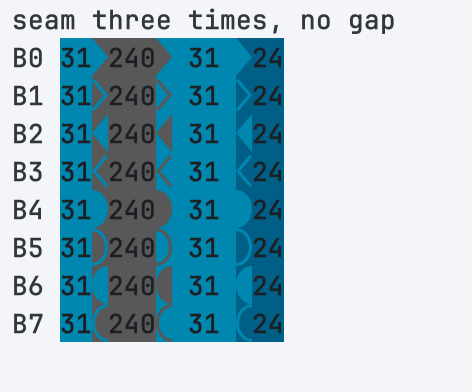 seam three times, no gap
B0 31 240 31 24
B1 31 240 31 24
B2 31 240 31 24
B3 31 240 31 24
B4 31 240 31 24
B5 31 240 31 24
B6 31 240 31 24
B7 31 240 31 24